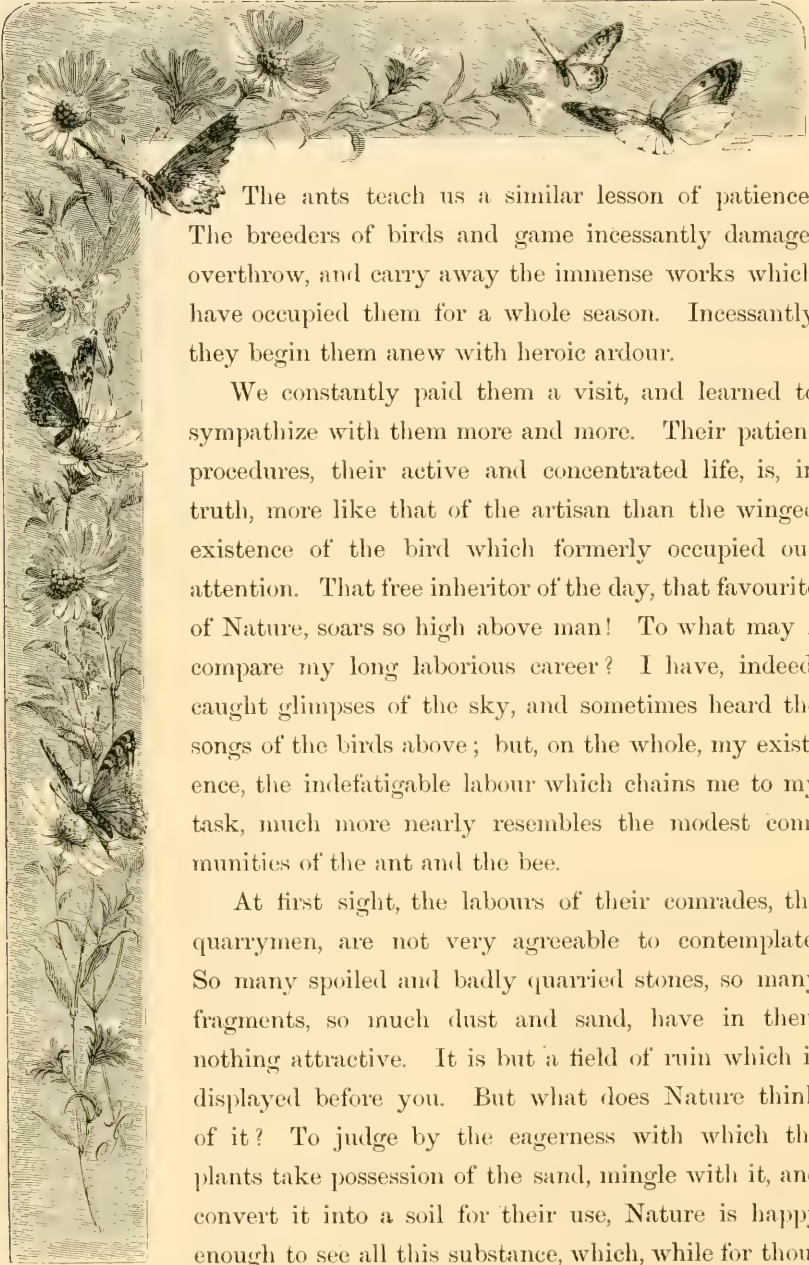 The ants teach us a similar lesson of patience
The breeders of birds and game incessantly damage
overthrow, and carry away the immense works which
have occupied them for a whole season. Incessantly
they begin them anew with heroic ardour.
We constantly paid them a visit, and learned to
sympathize with them more and more. Their patien
procedures, their active and concentrated life, is, in
truth, more like that of the artisan than the winge
existence of the bird which formerly occupied ou
attention. That free inheritor of the day, that favourite
of Nature, soars so high above man! To what may
compare my long laborious career? I have, indeed
caught glimpses of the sky, and sometimes heard th
songs of the birds above; but, on the whole, my exist
ence, the indefatigable labour which chains me to my
task, much more nearly resembles the modest com
munities of the ant and the bee.
At first sight, the labours of their comrades, th
quarrymen, are not very agreeable to contemplate
So many spoiled and badly quarried stones, so many
fragments, so much dust and sand, have in them
nothing attractive. It is but a field of ruin which i
displayed before you. But what does Nature think
of it? To judge by the eagerness with which th
plants take possession of the sand, mingle with it, and
convert it into a soil for their use, Nature is happy
enough to see all this substance, which, while for thou